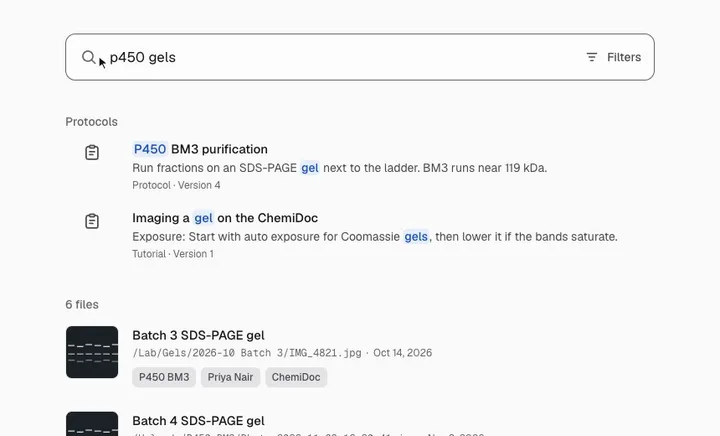 p450 gels
Filters
Protocols
P450 BM3 purification
Run fractions on an SDS-PAGE gel next to the ladder. BM3 runs near 119 kDa.
Protocol · Version 4
Imaging a gel on the ChemiDoc
Exposure: Start with auto exposure for Coomassie gels, then lower it if the bands saturate.
Tutorial · Version 1
6 files
Batch 3 SDS-PAGE gel
/Lab/Gels/2026-10 Batch 3/IMG_4821.jpg · Oct 14, 2026
P450 BM3 Priya Nair ChemiDoc
Batch 4 SDS-PAGE gel